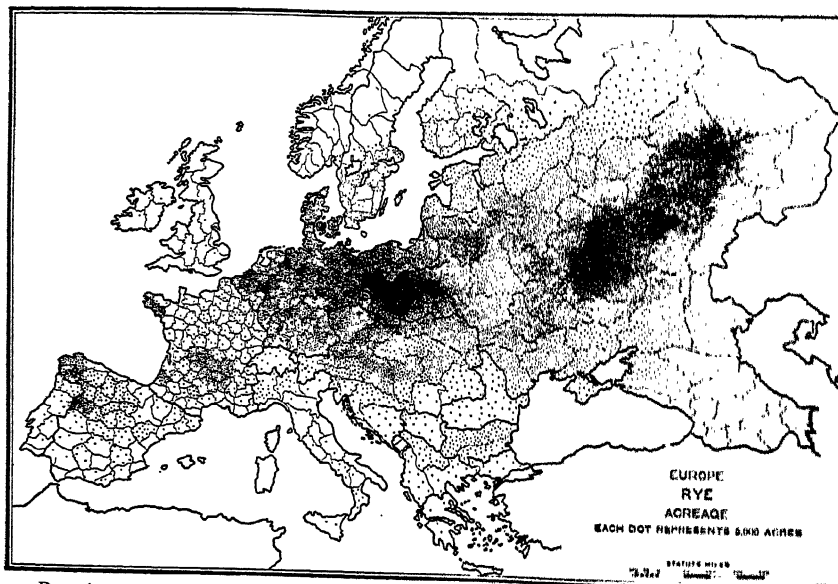 EUROPE
RYE
ACREAGE
EACH DOT REPRESENTS 5,000 ACRES
STATUTE MILES